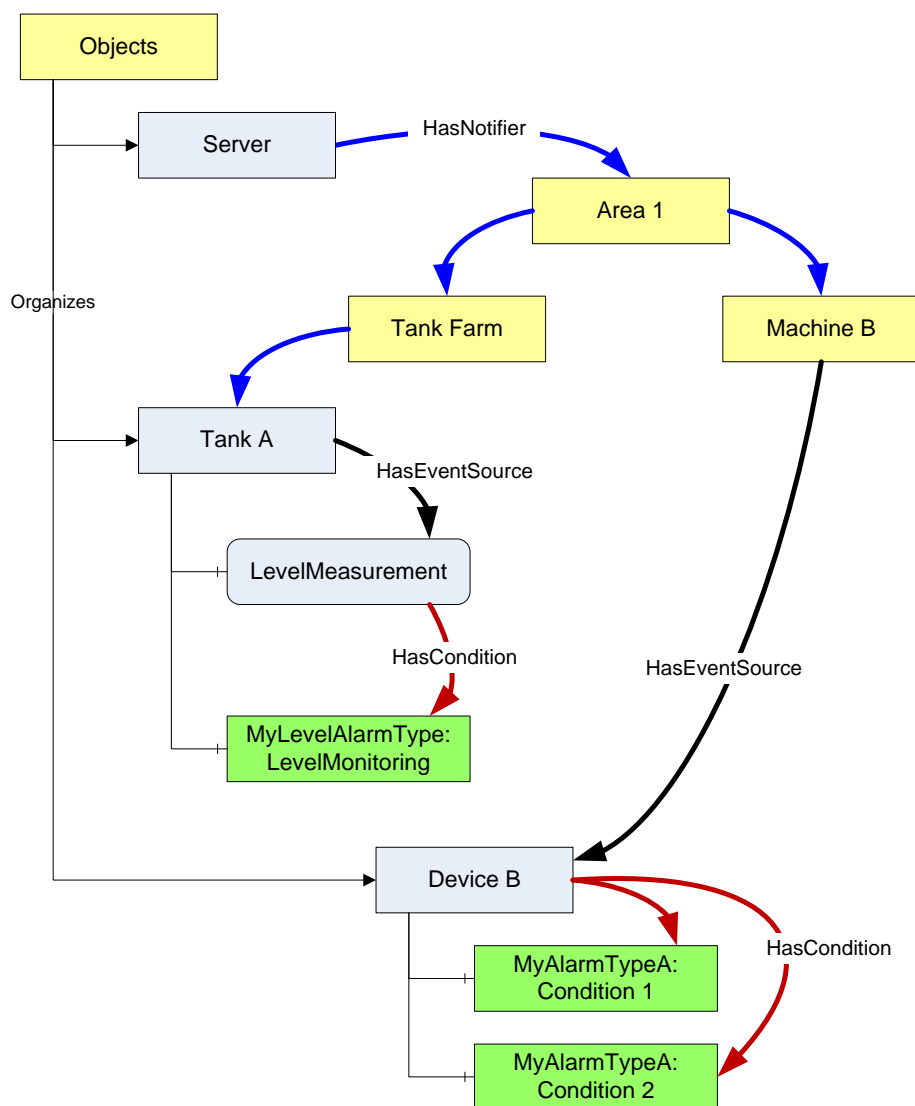 Objects
Server
HasNotifier
Area 1
Organizes
Tank Farm
Machine B
Tank A
HasEventSource
LevelMeasurement
HasCondition
HasEventSource
MyLevelAlarmType:
LevelMonitoring
Device B
HasCondition
MyAlarmTypeA:
Condition 1
MyAlarmTypeA:
Condition 2